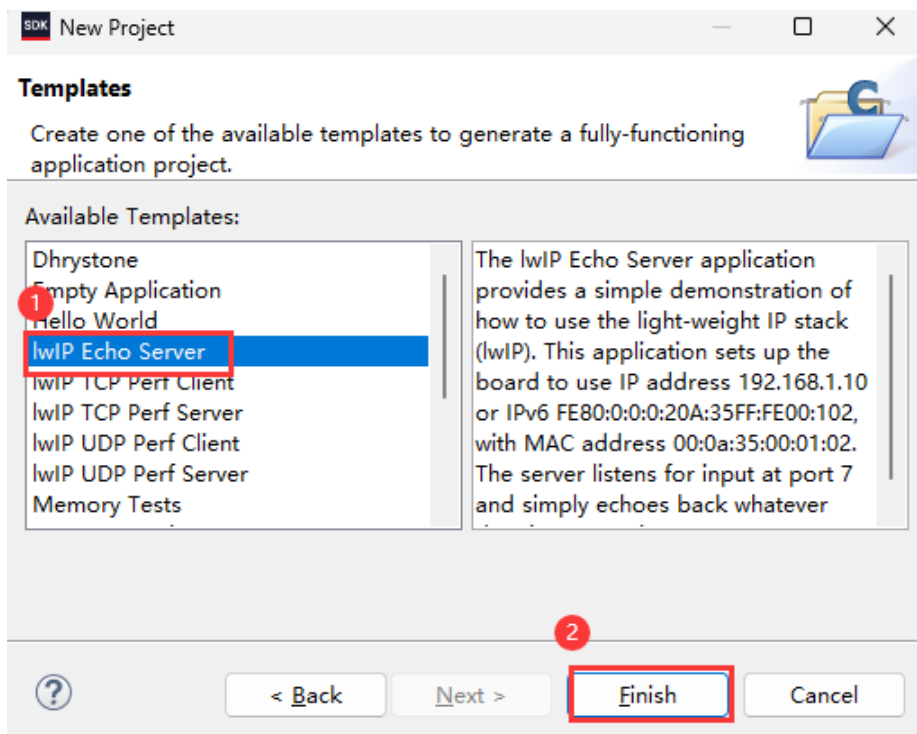 SDK New Project
Templates
Create one of the available templates to generate a fully-functioning
application project.
Available Templates:
Dhrystone
Empty Application
1
Hello World
lwIP Echo Server
lwIP TCP Perf Client
lwIP TCP Perf Server
lwIP UDP Perf Client
lwIP UDP Perf Server
Memory Tests
The lwIP Echo Server application
provides a simple demonstration of
how to use the light-weight IP stack
(lwIP). This application sets up the
board to use IP address 192.168.1.10
or IPv6 FE80:0:0:0:20A:35FF:FE00:102,
with MAC address 00:0a:35:00:01:02.
The server listens for input at port 7
and simply echoes back whatever
2
?
< Back
Next >
Finish
Cancel